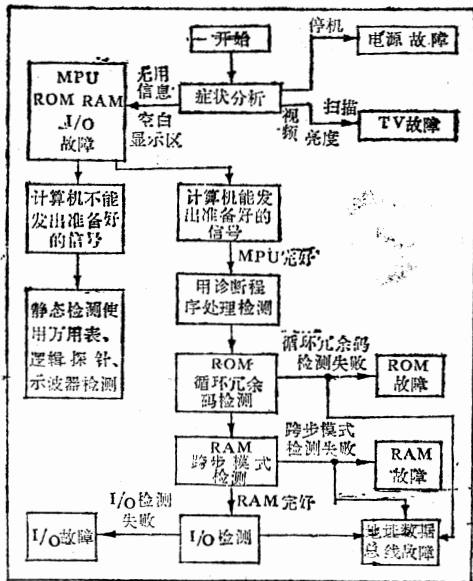 开始
停机
电源故障
MPU
ROM RAM
I/O
故障
无用
信息
空白
显示区
症状分析
视频
扫描
亮度
TV故障
计算机不能
发出准备好
的信号
计算机能发
出准备好的
信号
MPU完好
静态检测使
用万用表、
逻辑探针、
示波器检测
用诊断程
序处理检测
ROM
循环冗余
码检测
循环冗余码
检测失败
ROM
故障
RAM
跨步模式
检测
跨步模式
检测失败
RAM
故障
RAM完好
I/O检测
失败
I/O故障
I/O检测
地址数据
总线故障